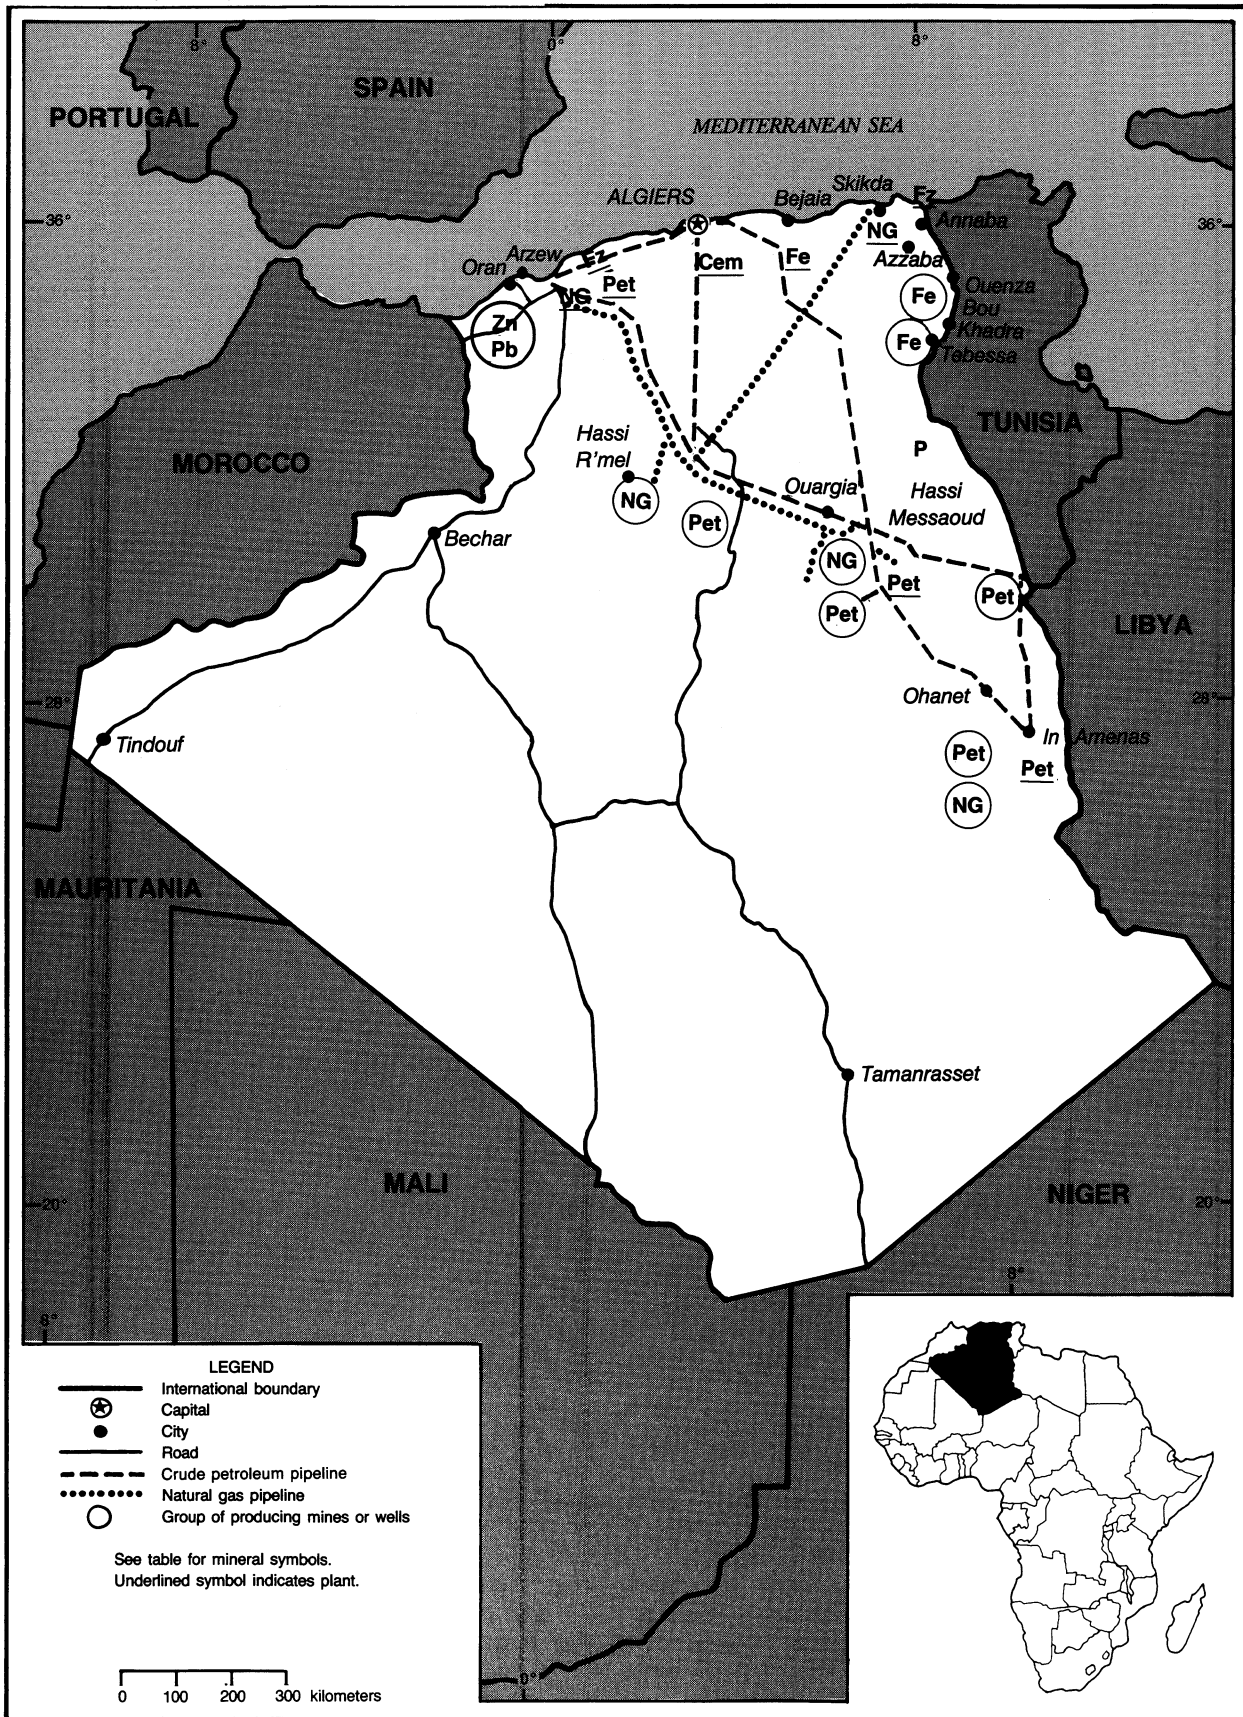 8°
0°
8°
PORTUGAL
SPAIN
MEDITERRANEAN SEA
36°
36°
ALGIERS
Bejaia
Skikda
Fz
Annaba
NG
Azzaba
Oran
Arzew
Fz
Pet
NG
Cem
Fe
Zn
Pb
Fe
Fe
Ouenza
Bou
Khadra
Tebessa
TUNISIA
MOROCCO
Hassi
R'mel
NG
Pet
P
Ouargia
Hassi
Messaoud
NG
Pet
Pet
Pet
Bechar
LIBYA
28°
28°
Tindouf
Ohanet
In Amenas
Pet
Pet
NG
MAURITANIA
Tamanrasset
MALI
NIGER
20°
20°
8°
8°
0°
LEGEND
International boundary
Capital
City
Road
Crude petroleum pipeline
Natural gas pipeline
Group of producing mines or wells
See table for mineral symbols.
Underlined symbol indicates plant.
0 100 200 300 kilometers